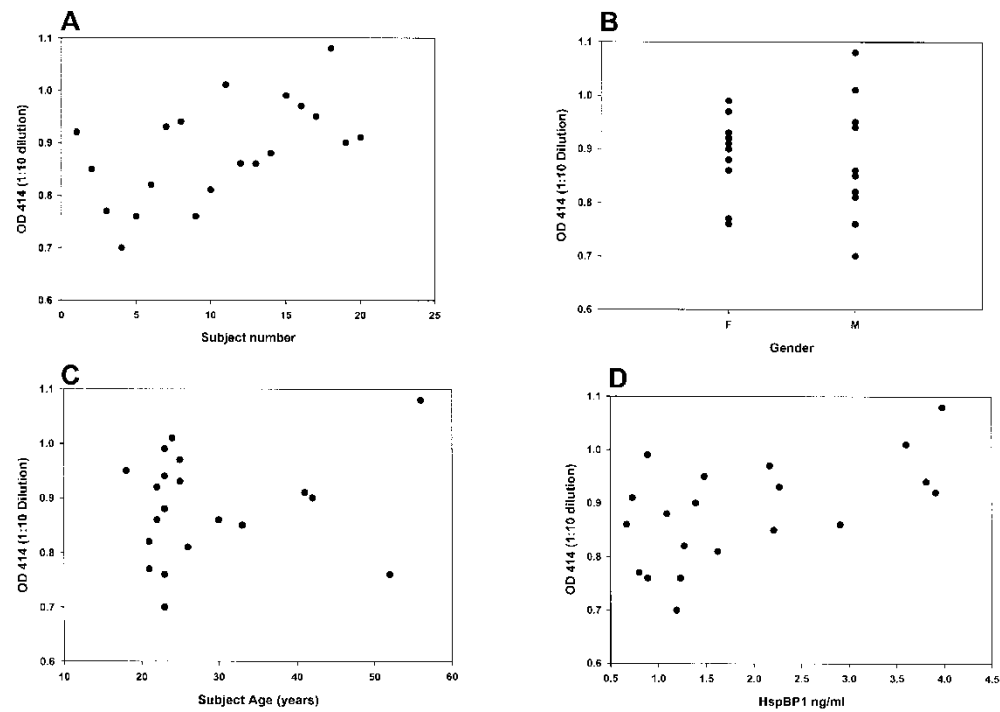 A
1.1
1.0
0.9
0.8
0.7
0.6
OD 414 (1:10 dilution)
0 5 10 15 20 25
Subject number
B
1.1
1.0
0.9
0.8
0.7
0.6
OD 414 (1:10 Dilution)
F M
Gender
C
1.1
1.0
0.9
0.8
0.7
0.6
OD 414 (1:10 Dilution)
10 20 30 40 50 60
Subject Age (years)
D
1.1
1.0
0.9
0.8
0.7
0.6
OD 414 (1:10 dilution)
0.5 1.0 1.5 2.0 2.5 3.0 3.5 4.0 4.5
HspBP1 ng/ml